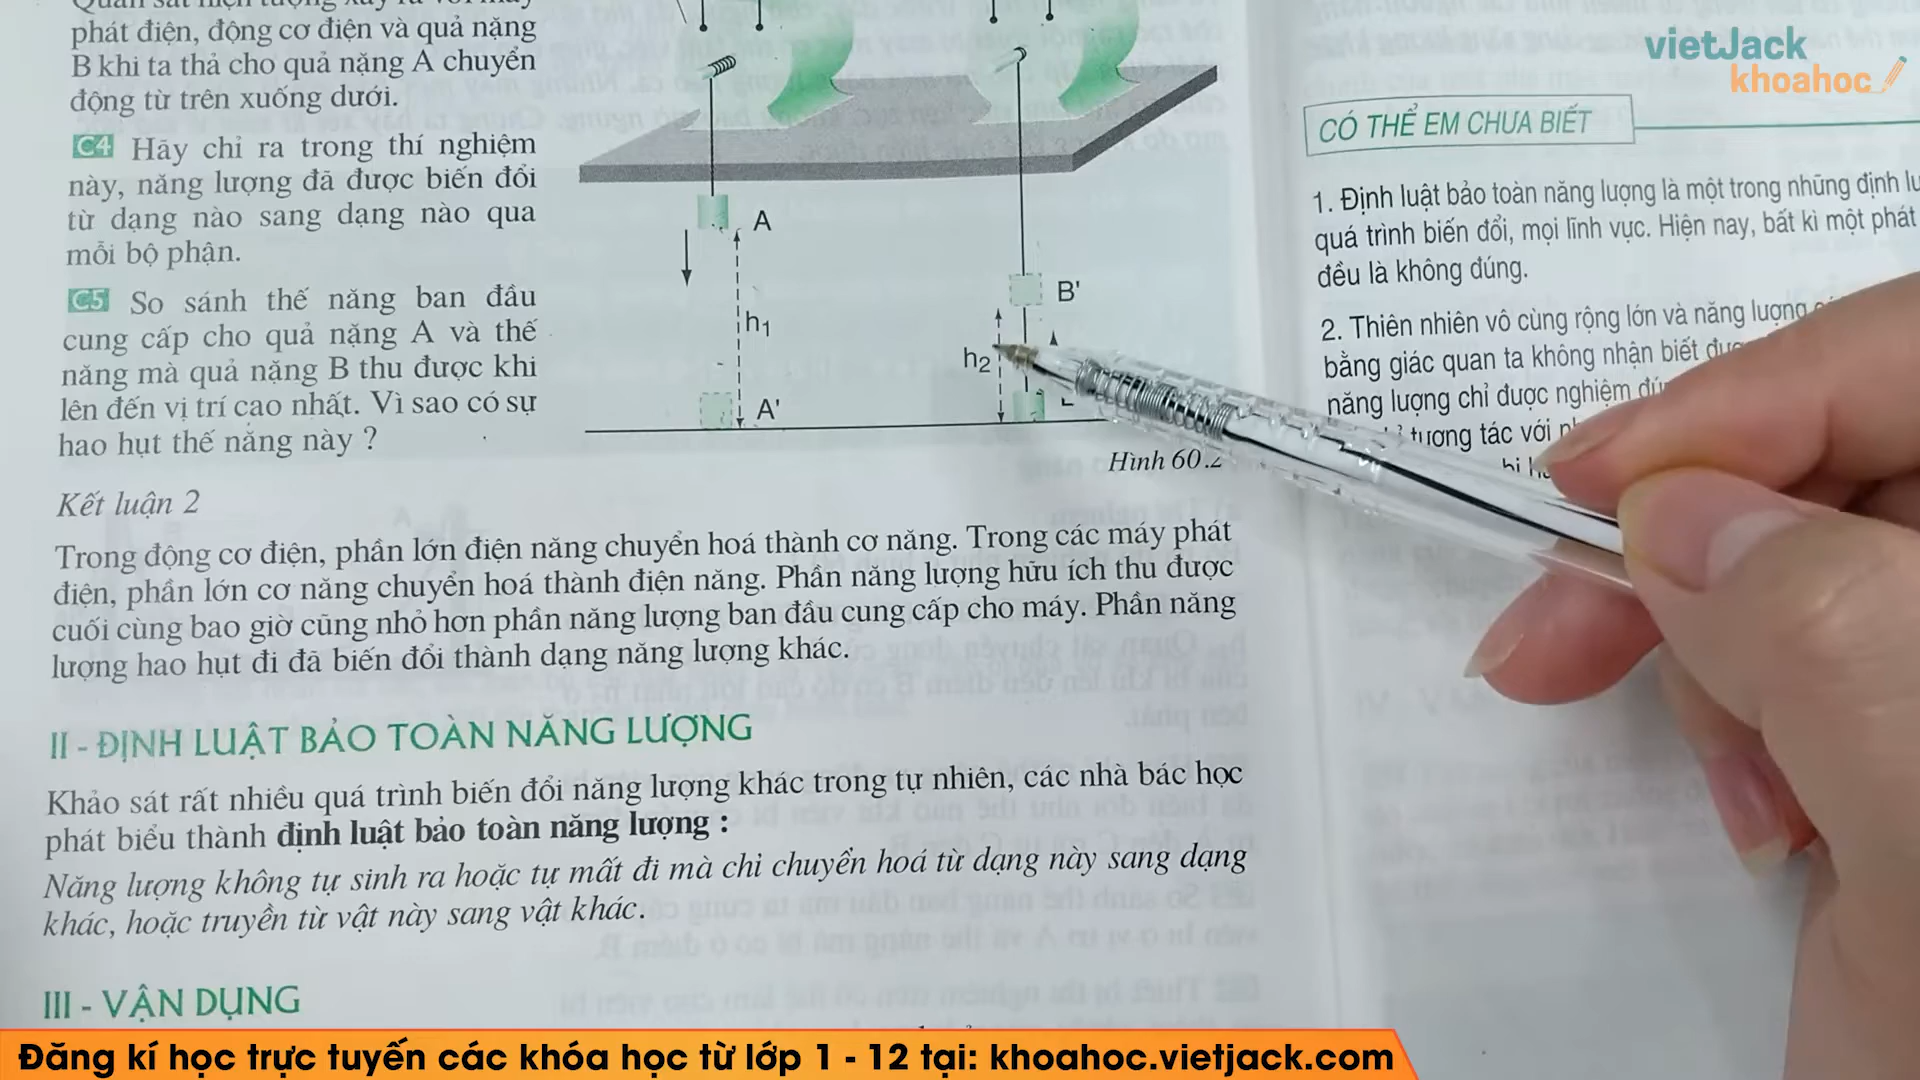 phát điện, động cơ điện và quả nặng
B khi ta thả cho quả nặng A chuyển
động từ trên xuống dưới.
C4 Hãy chỉ ra trong thí nghiệm
này, năng lượng đã được biến đổi
từ dạng nào sang dạng nào qua
mỗi bộ phận.
C5 So sánh thế năng ban đầu
cung cấp cho quả nặng A và thế
năng mà quả nặng B thu được khi
lên đến vị trí cao nhất. Vì sao có sự
hao hụt thế năng này ?
A
h1
A'
B'
h2
Hình 60.2
Kết luận 2
Trong động cơ điện, phần lớn điện năng chuyển hoá thành cơ năng. Trong các máy phát
điện, phần lớn cơ năng chuyển hoá thành điện năng. Phần năng lượng hữu ích thu được
cuối cùng bao giờ cũng nhỏ hơn phần năng lượng ban đầu cung cấp cho máy. Phần năng
lượng hao hụt đi đã biến đổi thành dạng năng lượng khác.
II - ĐỊNH LUẬT BẢO TOÀN NĂNG LƯỢNG
Khảo sát rất nhiều quá trình biến đổi năng lượng khác trong tự nhiên, các nhà bác học
phát biểu thành định luật bảo toàn năng lượng :
Năng lượng không tự sinh ra hoặc tự mất đi mà chỉ chuyển hoá từ dạng này sang dạng
khác, hoặc truyền từ vật này sang vật khác.
III - VẬN DỤNG
vietJack
khoahoc
CÓ THỂ EM CHƯA BIẾT
1. Định luật bảo toàn năng lượng là một trong những định
quá trình biến đổi, mọi lĩnh vực. Hiện nay, bất kì một phát
đều là không đúng.
2. Thiên nhiên vô cùng rộng lớn và năng lượng
bằng giác quan ta không nhận biết
năng lượng chỉ được nghiệm
tương tác với
Đăng kí học trực tuyến các khóa học từ lớp 1 - 12 tại: khoahoc.vietjack.com